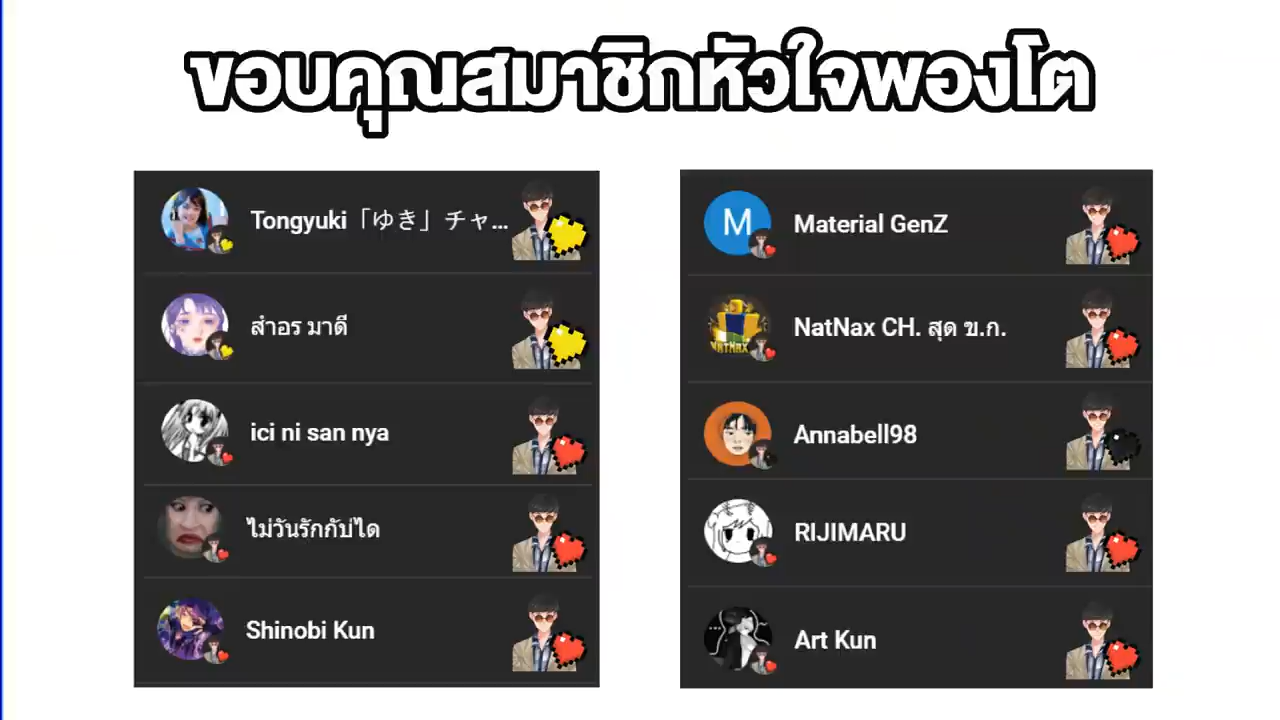 ขอบคุณสมาชิกหัวใจพองโต
Tongyuki「ゆき」チャ...
สำอร มาดี
ici ni san nya
ไม่วันรักกับ่ได
Shinobi Kun
M
Material GenZ
NatNax CH. สุด ข.ก.
NATNAX
Annabell98
RIJIMARU
Art Kun